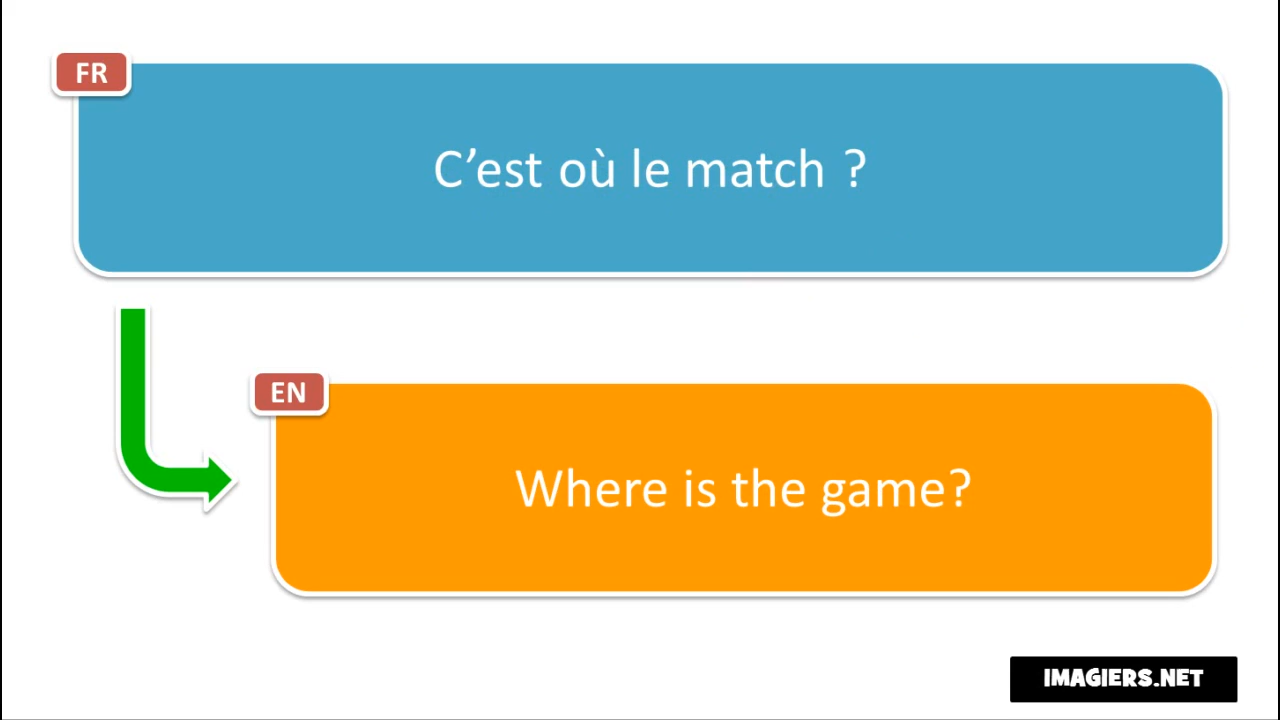 FR
C’est où le match ?
EN
Where is the game?
IMAGIERS.NET